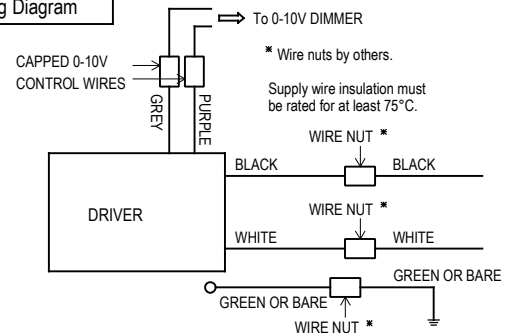 g Diagram
To 0-10V DIMMER
* Wire nuts by others.
CAPPED 0-10V
CONTROL WIRES
Supply wire insulation must
be rated for at least 75°C.
GREY
PURPLE
WIRE NUT *
BLACK
BLACK
DRIVER
WIRE NUT *
WHITE
WHITE
GREEN OR BARE
GREEN OR BARE
WIRE NUT *